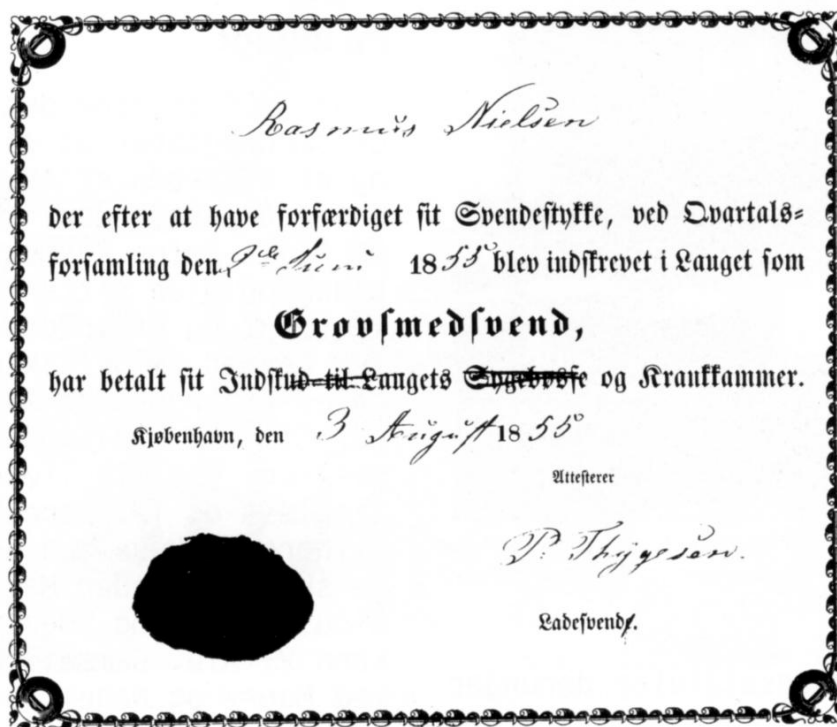 Rasmus Nielsen
der efter at have forfærdiget sit Svendestykke, ved Qvartals=
forsamling den 2de Juni 1855 blev indskrevet i Lauget som
Grovsmedsvend,
har betalt sit Indskud til Laugets Sygebøsse og Krankkammer.
Kjøbenhavn, den 3 August 1855
Attesterer
P. Thygesen.
Ladesvend.